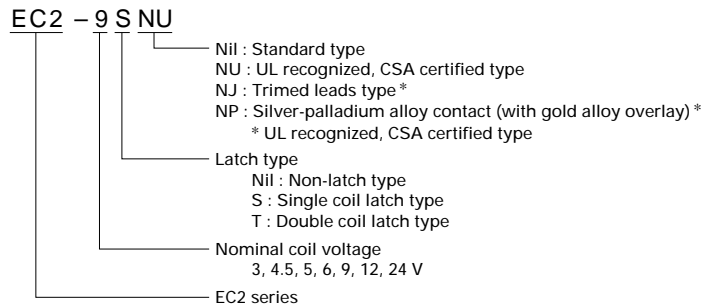 EC2 – 9 S NU
Nil : Standard type
NU : UL recognized, CSA certified type
NJ : Trimed leads type *
NP : Silver-palladium alloy contact (with gold alloy overlay) *
* UL recognized, CSA certified type
Latch type
Nil : Non-latch type
S : Single coil latch type
T : Double coil latch type
Nominal coil voltage
3, 4.5, 5, 6, 9, 12, 24 V
EC2 series